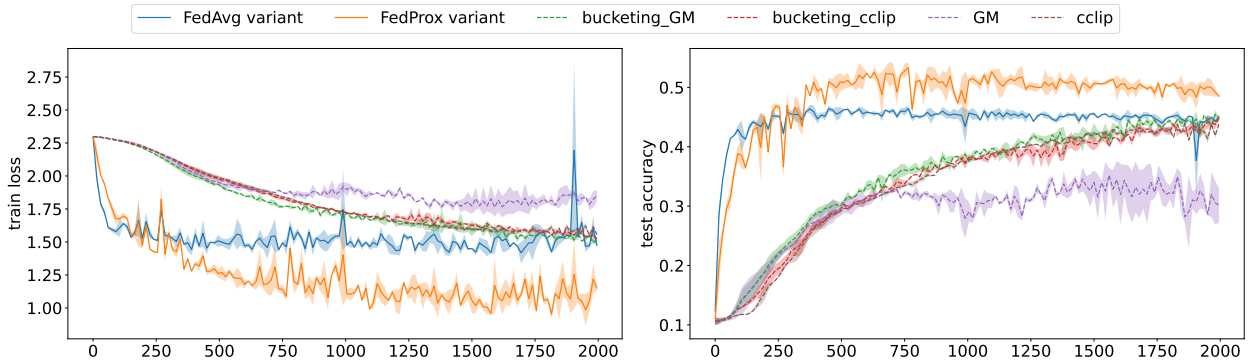 FedAvg variant FedProx variant bucketing_GM bucketing_cclip GM cclip
train loss
2.75
2.50
2.25
2.00
1.75
1.50
1.25
1.00
0 250 500 750 1000 1250 1500 1750 2000
test accuracy
0.5
0.4
0.3
0.2
0.1
0 250 500 750 1000 1250 1500 1750 2000